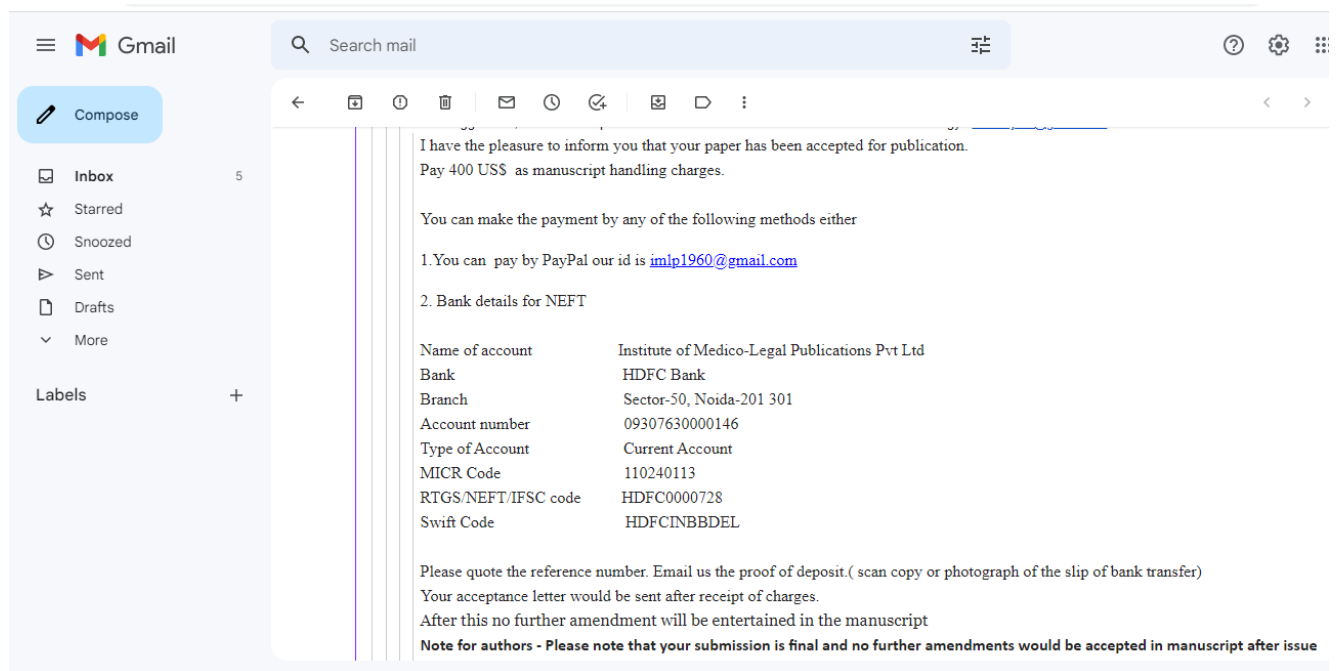 Gmail
Search mail
Compose
Inbox 5
Starred
Snoozed
Sent
Drafts
More
Labels
I have the pleasure to inform you that your paper has been accepted for publication.
Pay 400 US$ as manuscript handling charges.
You can make the payment by any of the following methods either
1.You can pay by PayPal our id is imlp1960@gmail.com
2. Bank details for NEFT
Name of account Institute of Medico-Legal Publications Pvt Ltd
Bank HDFC Bank
Branch Sector-50, Noida-201 301
Account number 09307630000146
Type of Account Current Account
MICR Code 110240113
RTGS/NEFT/IFSC code HDFC0000728
Swift Code HDFCINBBDEL
Please quote the reference number. Email us the proof of deposit.( scan copy or photograph of the slip of bank transfer)
Your acceptance letter would be sent after receipt of charges.
After this no further amendment will be entertained in the manuscript
Note for authors - Please note that your submission is final and no further amendments would be accepted in manuscript after issue